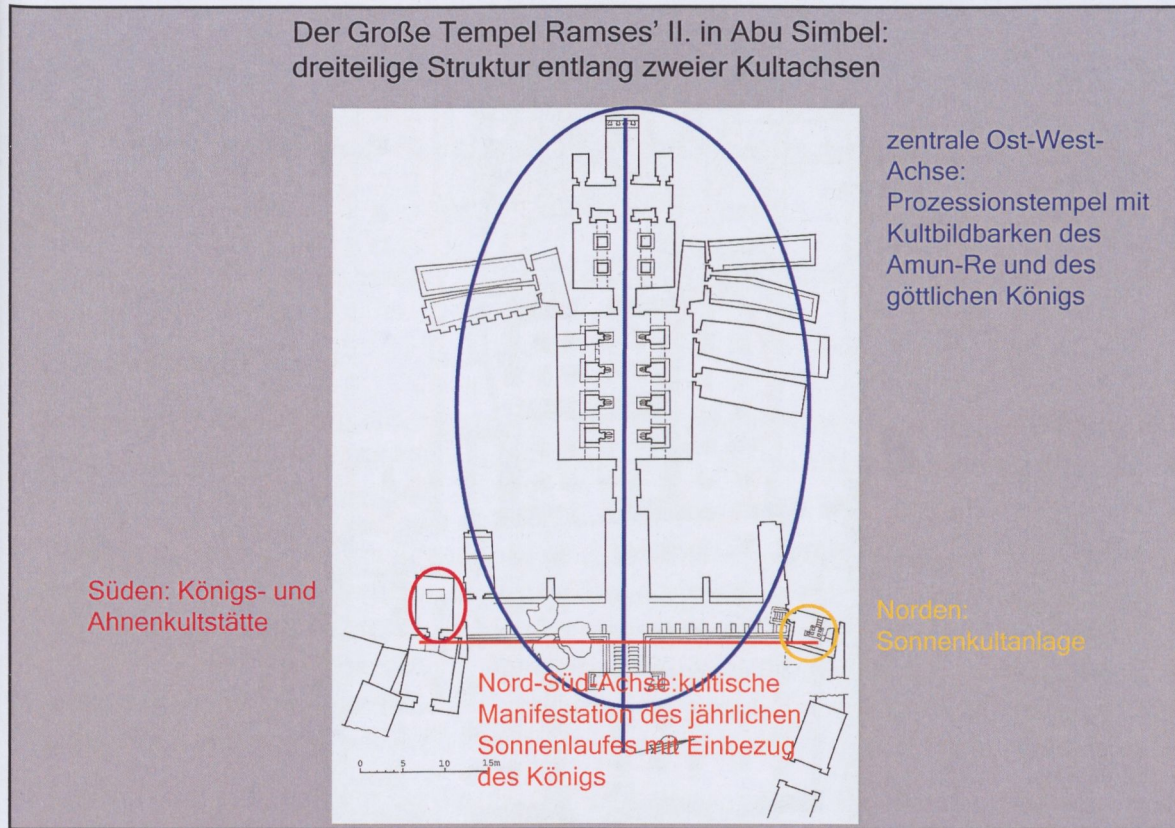 Der Große Tempel Ramses' II. in Abu Simbel:
dreiteilige Struktur entlang zweier Kultachsen
zentrale Ost-West-
Achse:
Prozessionstempel mit
Kultbildbarken des
Amun-Re und des
göttlichen Königs
Süden: Königs- und
Ahnenkultstätte
Norden:
Sonnenkultanlage
Nord-Süd-Achse:kultische
Manifestation des jährlichen
Sonnenlaufes mit Einbezug
des Königs
0 5 10 15m